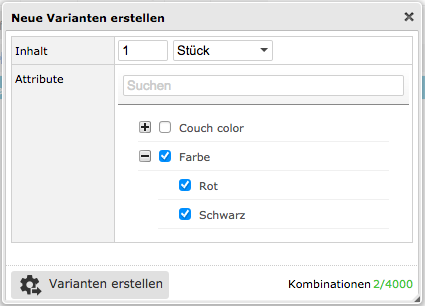 Neue Varianten erstellen
Inhalt 1 Stück
Attribute Suchen
Couch color
Farbe
Rot
Schwarz
Varianten erstellen Kombinationen 2/4000